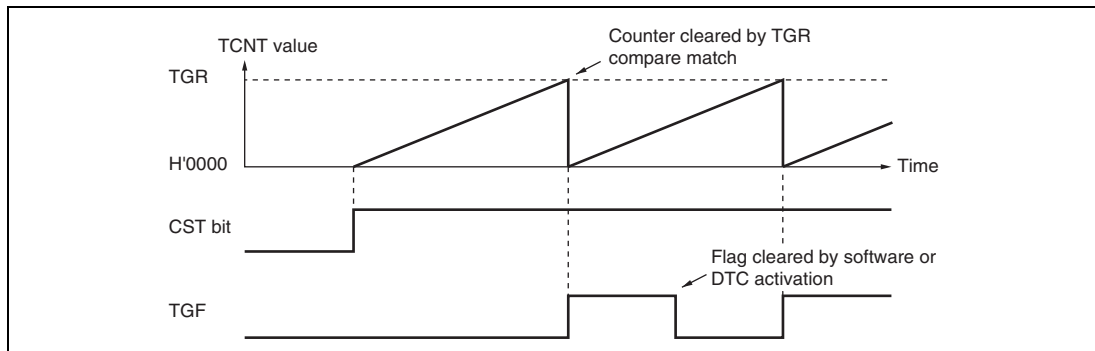 TCNT value
Counter cleared by TGR
compare match
TGR
H'0000
Time
CST bit
Flag cleared by software or
DTC activation
TGF